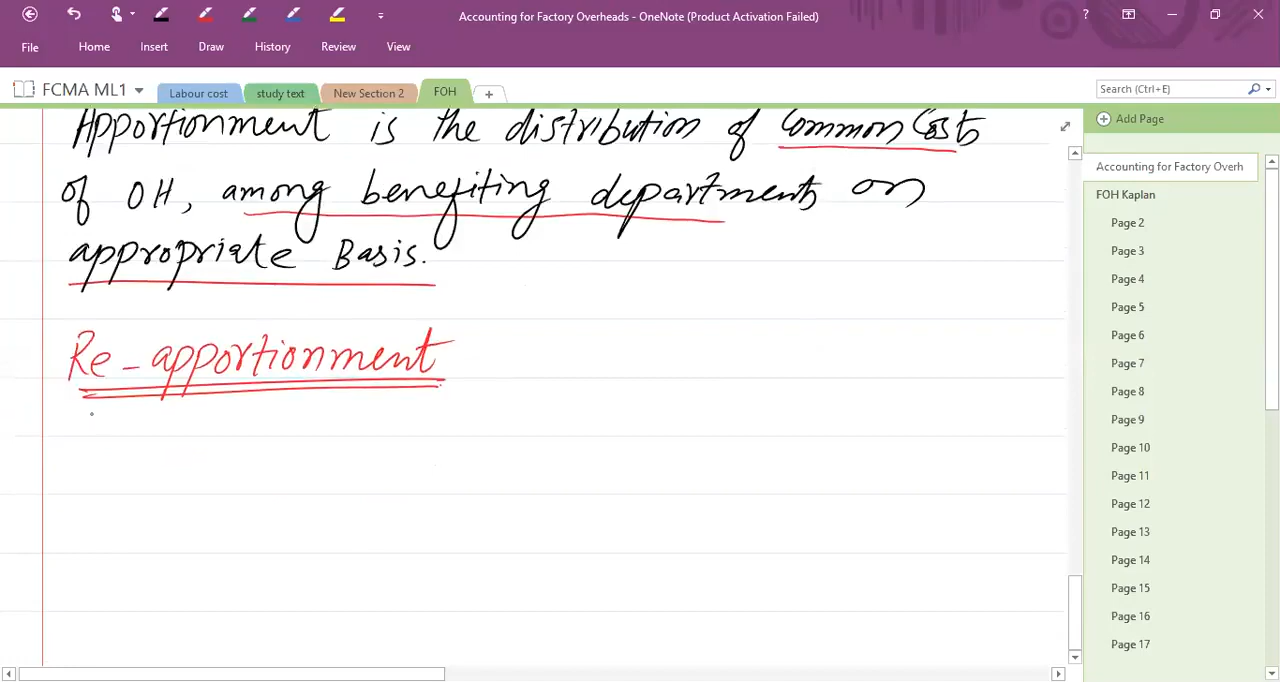 Accounting for Factory Overheads - OneNote (Product Activation Failed)
?
File Home Insert Draw History Review View
FCMA ML1 Labour cost study text New Section 2 FOH +
Search (Ctrl+E)
Apportionment is the distribution of Common Costs
of OH, among benefiting departments on
appropriate Basis.
Re-apportionment
Add Page
Accounting for Factory Overh
FOH Kaplan
Page 2
Page 3
Page 4
Page 5
Page 6
Page 7
Page 8
Page 9
Page 10
Page 11
Page 12
Page 13
Page 14
Page 15
Page 16
Page 17